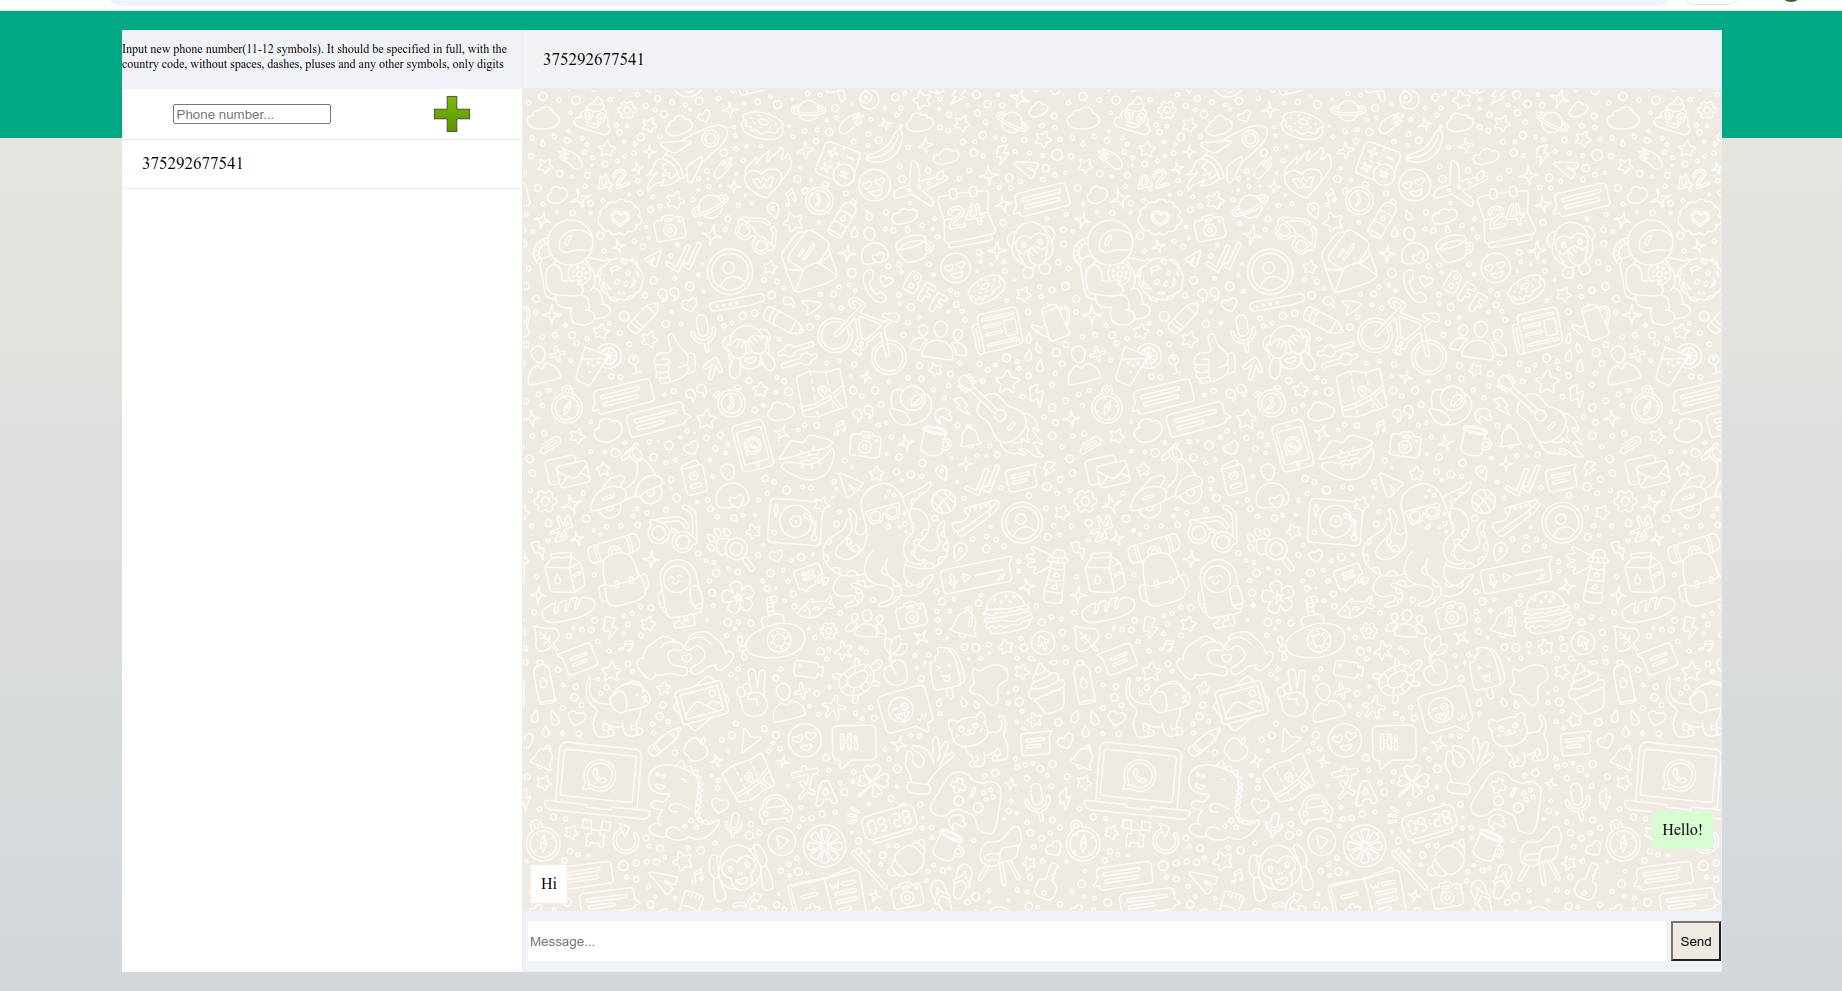 Input new phone number(11-12 symbols). It should be specified in full, with the
country code, without spaces, dashes, pluses and any other symbols, only digits
Phone number...
375292677541
375292677541
Hello!
Hi
Message...
Send